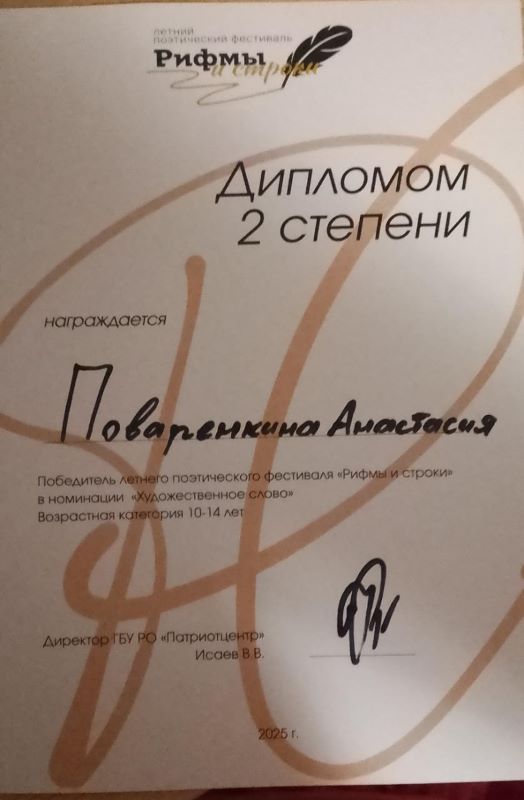 летний
поэтический фестиваль
Рифмы
и строки
Дипломом
2 степени
награждается
Поваренкина Анастасия
Победитель летнего поэтического фестиваля «Рифмы и строки»
в номинации «Художественное слово»
Возрастная категория 10-14 лет
Директор ГБУ РО «Патриотцентр»
Исаев В.В.
2025 г.